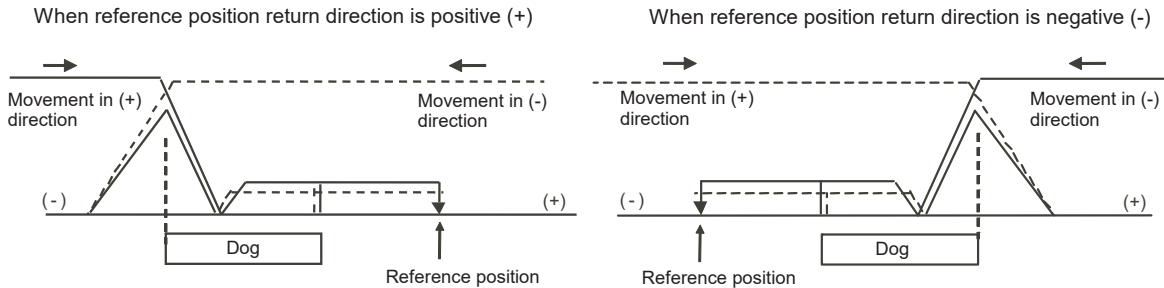 When reference position return direction is positive (+)
Movement in (+)
direction
Movement in (-)
direction
(-)
(+)
Dog
Reference position
When reference position return direction is negative (-)
Movement in (+)
direction
Movement in (-)
direction
(-)
(+)
Dog
Reference position